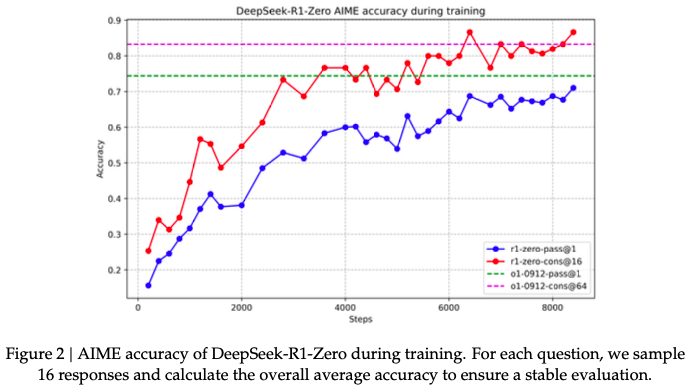 DeepSeek-R1-Zero AIME accuracy during training
0.9
0.8
0.7
0.6
0.5
0.4
0.3
0.2
Accuracy
0
2000
4000
6000
8000
Steps
r1-zero-pass@1
r1-zero-cons@16
o1-0912-pass@1
o1-0912-cons@64
Figure 2 | AIME accuracy of DeepSeek-R1-Zero during training. For each question, we sample
16 responses and calculate the overall average accuracy to ensure a stable evaluation.